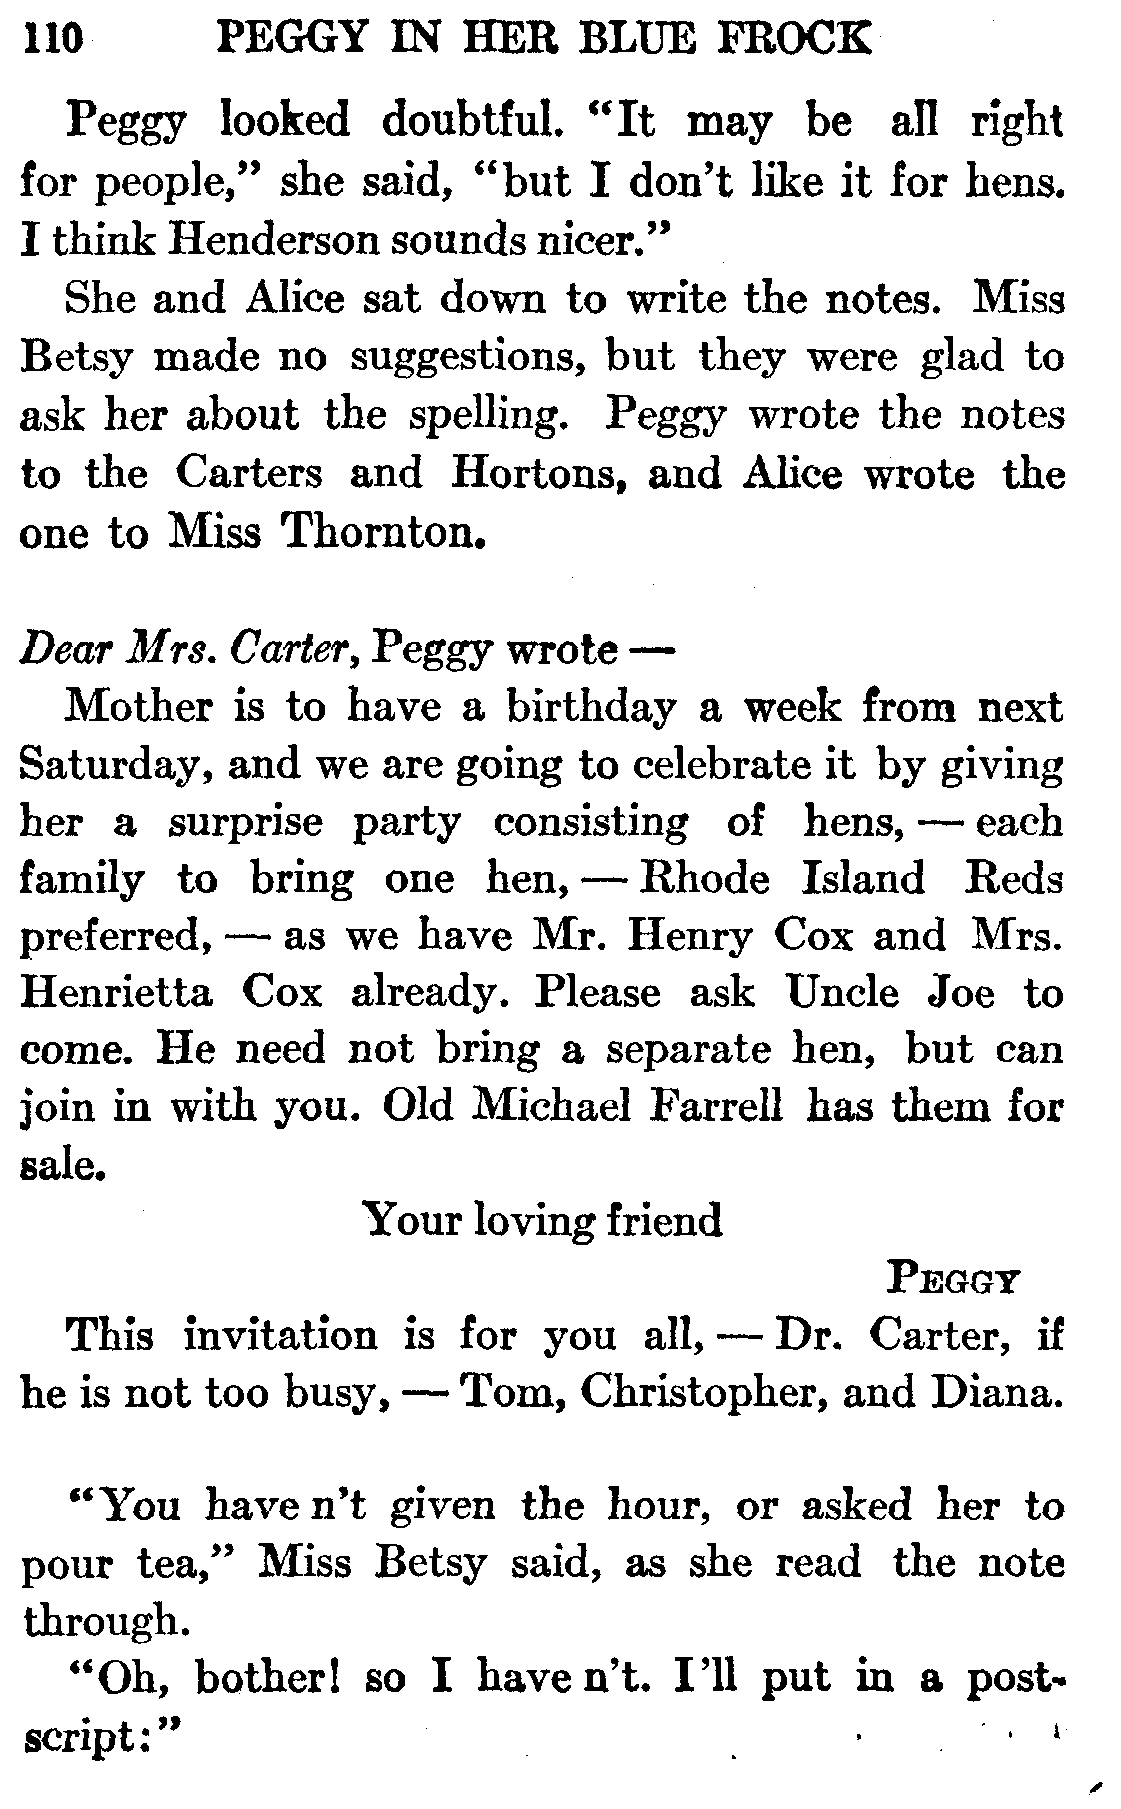 110 PEGGY IN HER BLUE FROCK
Peggy looked doubtful. “It may be all right
for people,” she said, “but I don’t like it for hens.
I think Henderson sounds nicer.”
She and Alice sat down to write the notes. Miss
Betsy made no suggestions, but they were glad to
ask her about the spelling. Peggy wrote the notes
to the Carters and Hortons, and Alice wrote the
one to Miss Thornton.
Dear Mrs. Carter, Peggy wrote —
Mother is to have a birthday a week from next
Saturday, and we are going to celebrate it by giving
her a surprise party consisting of hens, — each
family to bring one hen, — Rhode Island Reds
preferred, — as we have Mr. Henry Cox and Mrs.
Henrietta Cox already. Please ask Uncle Joe to
come. He need not bring a separate hen, but can
join in with you. Old Michael Farrell has them for
sale.
Your loving friend
PEGGY
This invitation is for you all, — Dr. Carter, if
he is not too busy, — Tom, Christopher, and Diana.
“You have n’t given the hour, or asked her to
pour tea,” Miss Betsy said, as she read the note
through.
“Oh, bother! so I have n’t. I ’ll put in a post-
script:”